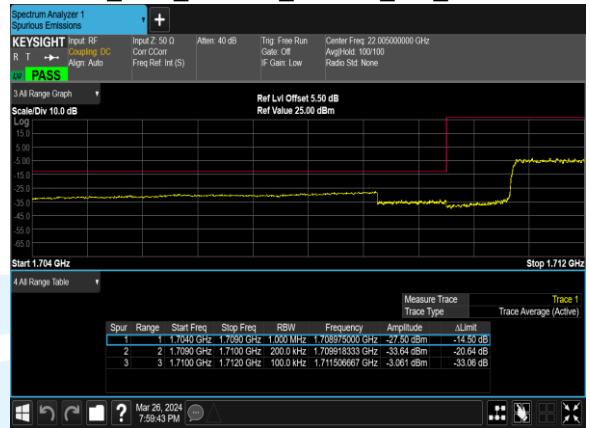 Spectrum Analyzer 1
Spurious Emissions
KEYSIGHT Input: RF Input Z: 50 Ω Atten: 40 dB Trig: Free Run Center Freq: 22.005000000 GHz
R T Coupling: DC Corr CCorr Gate: Off Avg|Hold: 100/100
Align: Auto Freq Ref: Int (S) IF Gain: Low Radio Std: None
PASS
3 All Range Graph
Ref Lvl Offset 5.50 dB
Scale/Div 10.0 dB Ref Value 25.00 dBm
Log
15.0
5.00
-5.00
-15.0
-25.0
-35.0
-45.0
-55.0
-65.0
Start 1.704 GHz Stop 1.712 GHz
4 All Range Table
Measure Trace Trace 1
Trace Type Trace Average (Active)
Spur Range Start Freq Stop Freq RBW Frequency Amplitude ΔLimit
1 1 1.7040 GHz 1.7090 GHz 1.000 MHz 1.708975000 GHz -27.50 dBm -14.50 dB
2 2 1.7090 GHz 1.7100 GHz 200.0 kHz 1.709918333 GHz -33.64 dBm -20.64 dB
3 3 1.7100 GHz 1.7120 GHz 100.0 kHz 1.711506667 GHz -3.061 dBm -33.06 dB
? Mar 26, 2024
7:59:43 PM